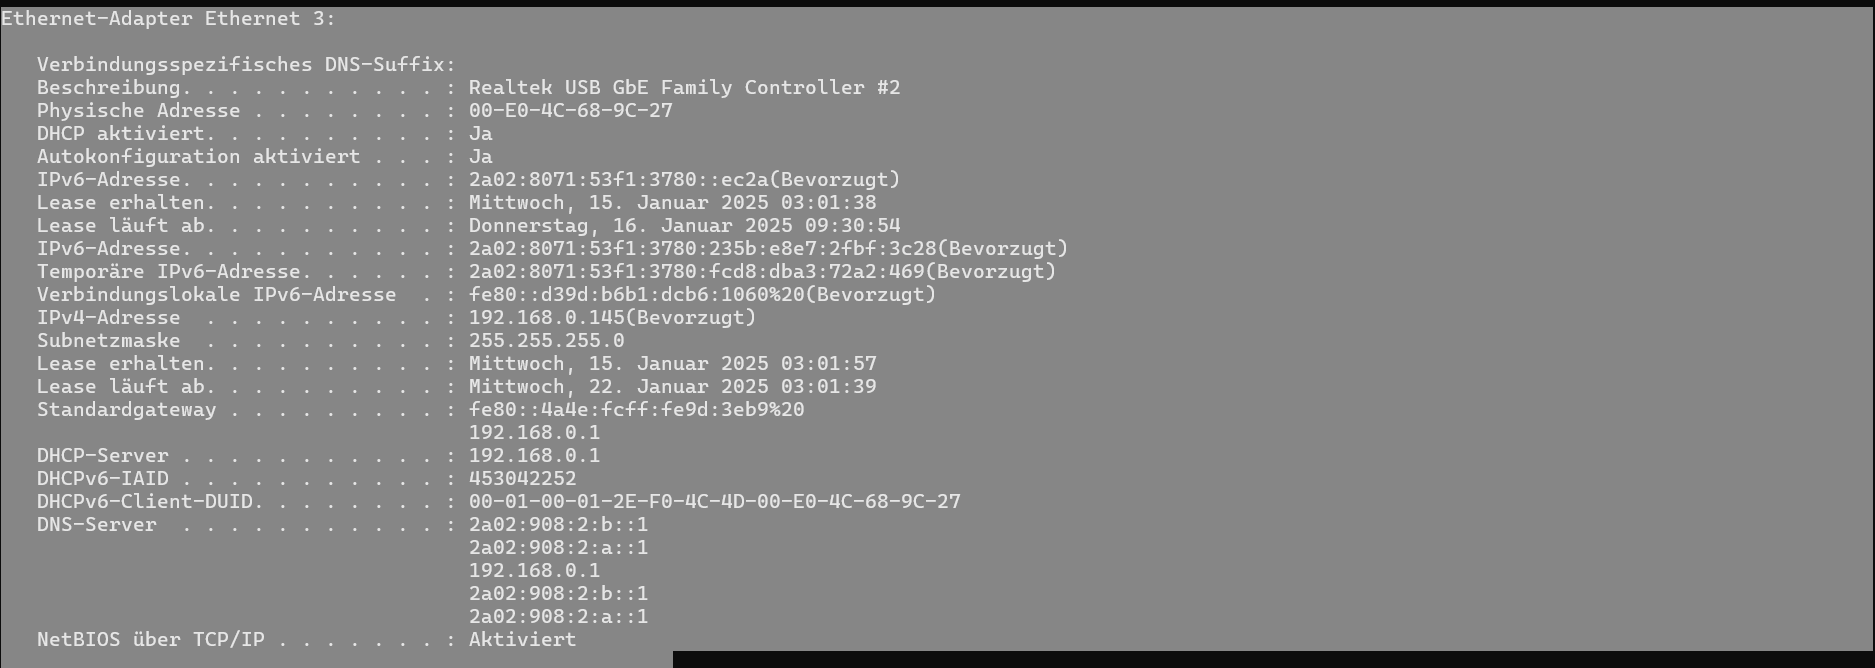 Ethernet-Adapter Ethernet 3:
Verbindungsspezifisches DNS-Suffix:
Beschreibung. . . . . . . . . . . : Realtek USB GbE Family Controller #2
Physische Adresse . . . . . . . . : 00-E0-4C-68-9C-27
DHCP aktiviert. . . . . . . . . . : Ja
Autokonfiguration aktiviert . . . : Ja
IPv6-Adresse. . . . . . . . . . . : 2a02:8071:53f1:3780::ec2a(Bevorzugt)
Lease erhalten. . . . . . . . . . : Mittwoch, 15. Januar 2025 03:01:38
Lease läuft ab. . . . . . . . . . : Donnerstag, 16. Januar 2025 09:30:54
IPv6-Adresse. . . . . . . . . . . : 2a02:8071:53f1:3780:235b:e8e7:2fbf:3c28(Bevorzugt)
Temporäre IPv6-Adresse. . . . . . : 2a02:8071:53f1:3780:fcd8:dba3:72a2:469(Bevorzugt)
Verbindungslokale IPv6-Adresse  . : fe80::d39d:b6b1:dcb6:1060%20(Bevorzugt)
IPv4-Adresse  . . . . . . . . . . : 192.168.0.145(Bevorzugt)
Subnetzmaske  . . . . . . . . . . : 255.255.255.0
Lease erhalten. . . . . . . . . . : Mittwoch, 15. Januar 2025 03:01:57
Lease läuft ab. . . . . . . . . . : Mittwoch, 22. Januar 2025 03:01:39
Standardgateway . . . . . . . . . : fe80::4a4e:fcff:fe9d:3eb9%20
192.168.0.1
DHCP-Server . . . . . . . . . . . : 192.168.0.1
DHCPv6-IAID . . . . . . . . . . . : 453042252
DHCPv6-Client-DUID. . . . . . . . : 00-01-00-01-2E-F0-4C-4D-00-E0-4C-68-9C-27
DNS-Server  . . . . . . . . . . . : 2a02:908:2:b::1
2a02:908:2:a::1
192.168.0.1
2a02:908:2:b::1
2a02:908:2:a::1
NetBIOS über TCP/IP . . . . . . . : Aktiviert